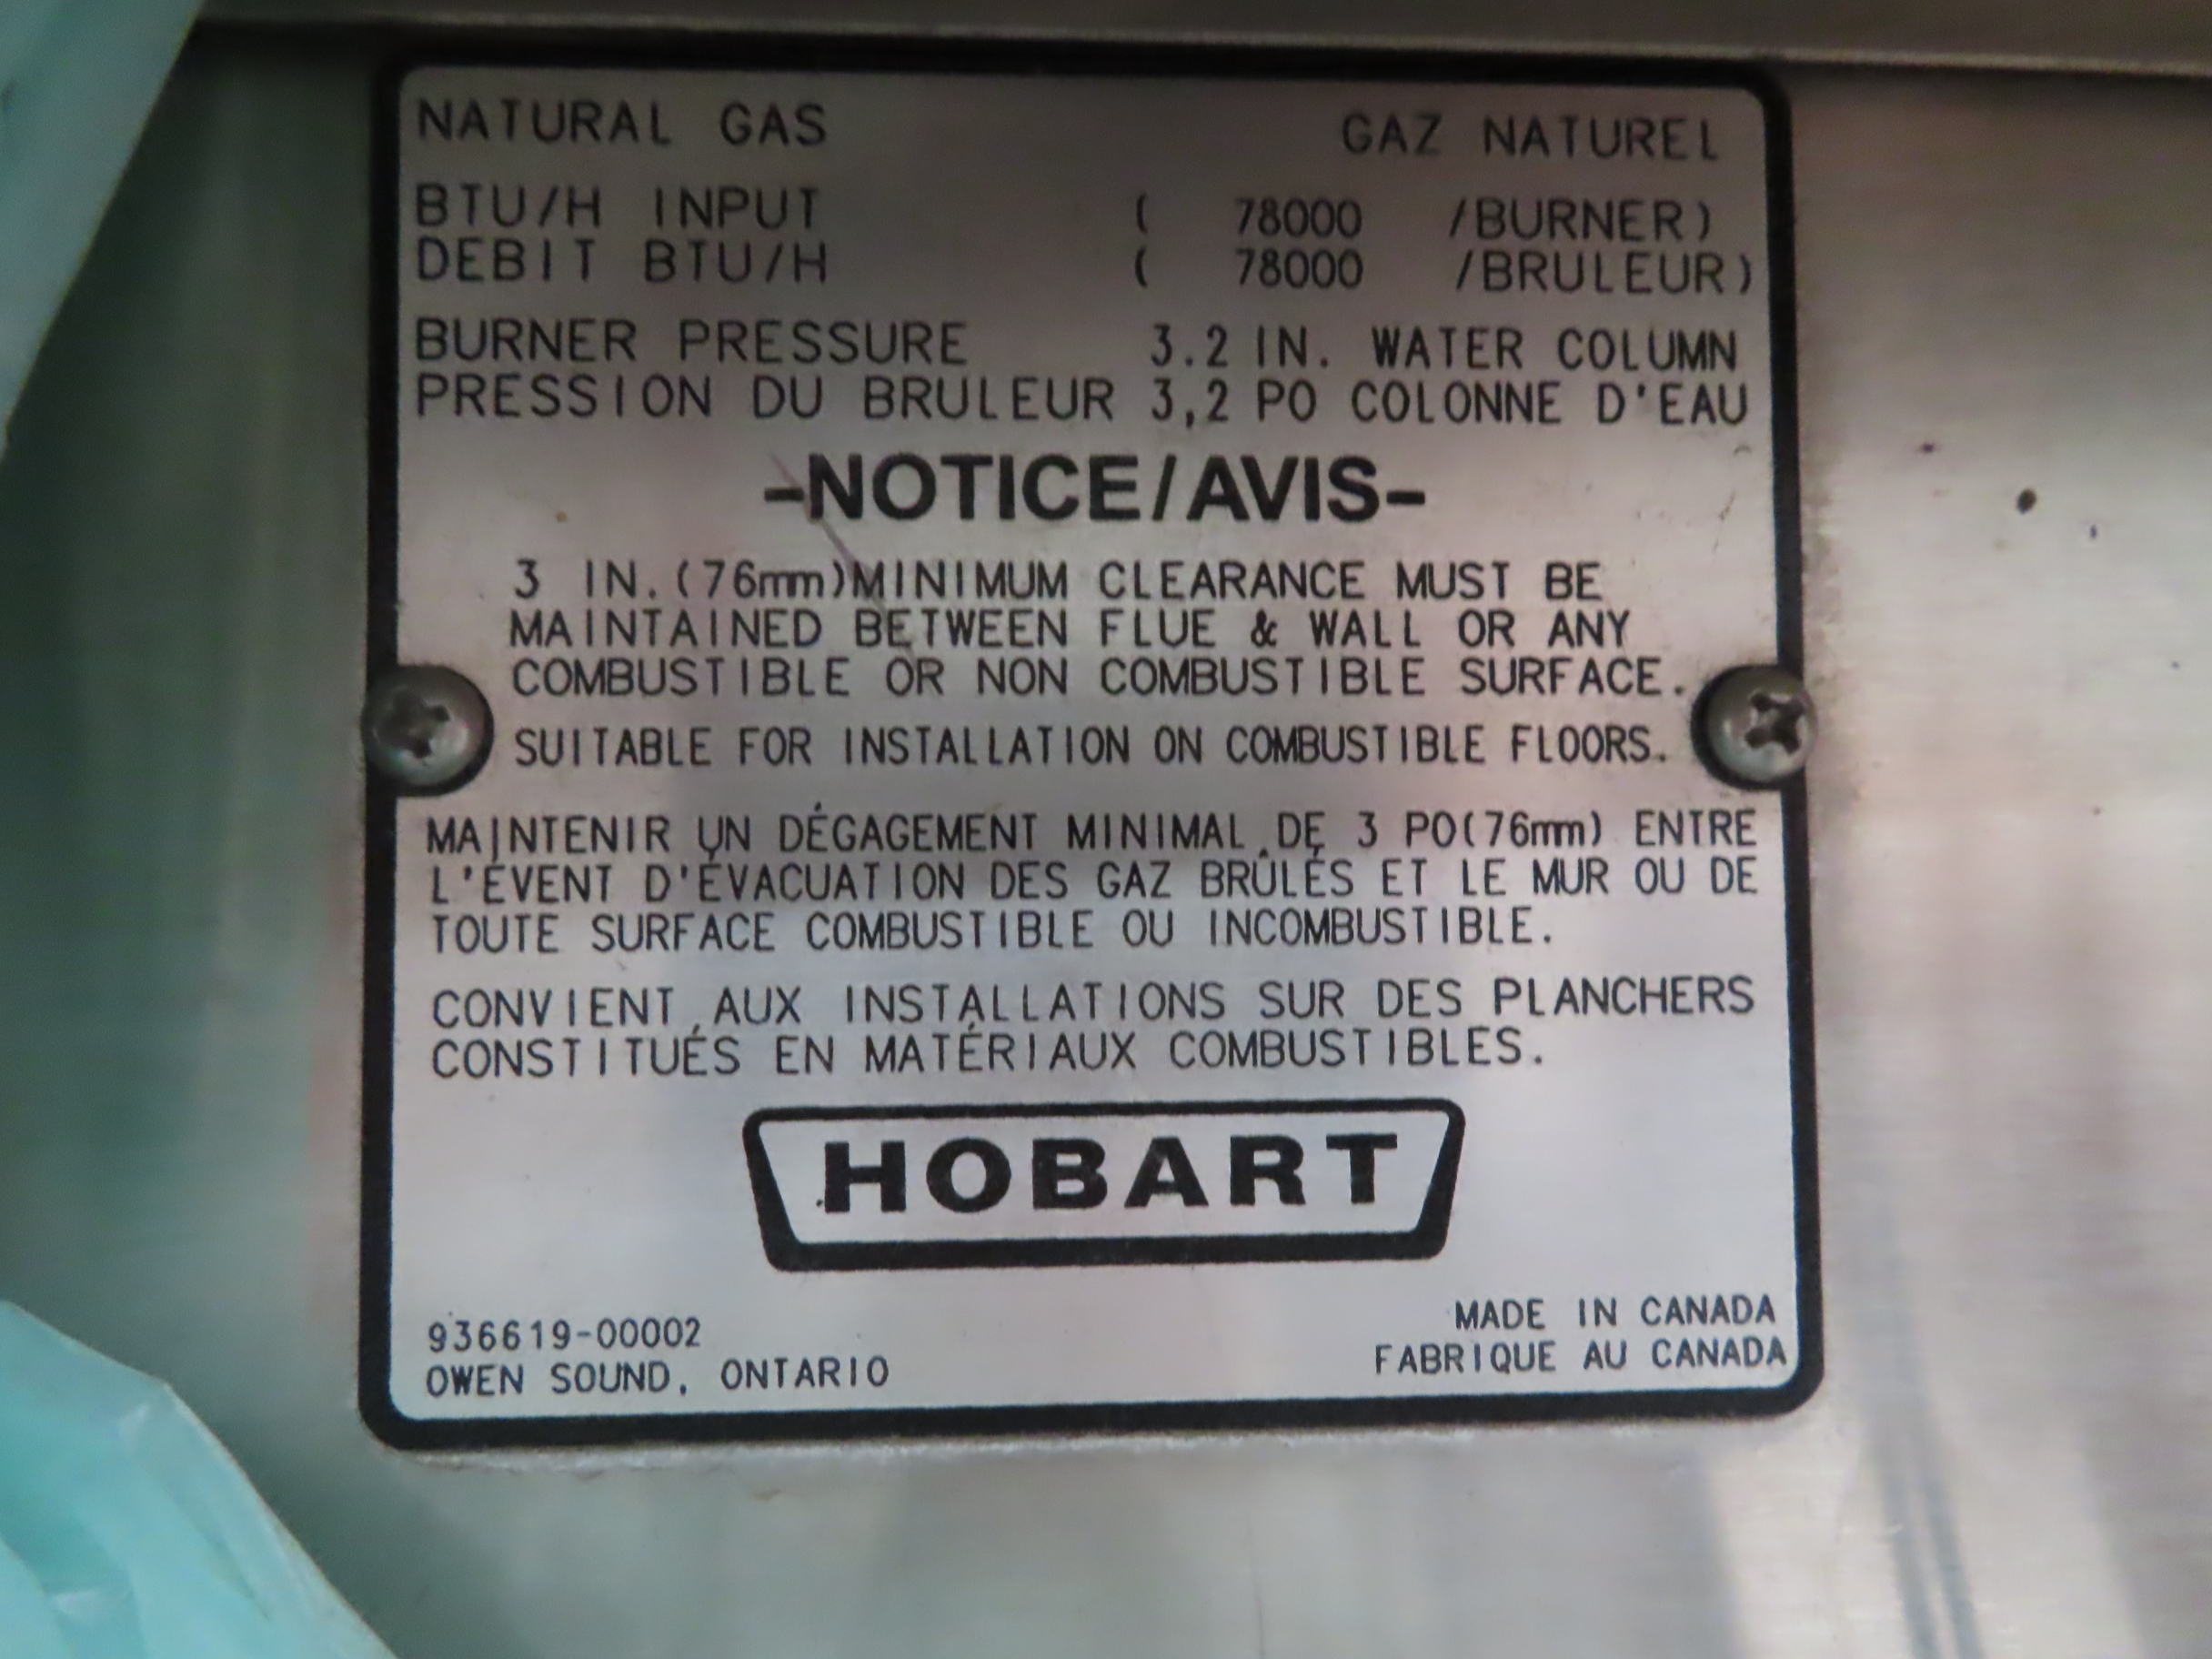 NATURAL GAS GAZ NATUREL
BTU/H INPUT ( 78000 /BURNER)
DEBIT BTU/H ( 78000 /BRULEUR)
BURNER PRESSURE 3.2 IN. WATER COLUMN
PRESSION DU BRULEUR 3,2 PO COLONNE D'EAU
-NOTICE/AVIS-
3 IN.(76mm)MINIMUM CLEARANCE MUST BE
MAINTAINED BETWEEN FLUE & WALL OR ANY
COMBUSTIBLE OR NON COMBUSTIBLE SURFACE.
SUITABLE FOR INSTALLATION ON COMBUSTIBLE FLOORS.
MAINTENIR UN DÉGAGEMENT MINIMAL DE 3 PO(76mm) ENTRE
L'ÉVENT D'ÉVACUATION DES GAZ BRÛLÉS ET LE MUR OU DE
TOUTE SURFACE COMBUSTIBLE OU INCOMBUSTIBLE.
CONVIENT AUX INSTALLATIONS SUR DES PLANCHERS
CONSTITUÉS EN MATÉRIAUX COMBUSTIBLES.
HOBART
936619-00002
OWEN SOUND, ONTARIO
MADE IN CANADA
FABRIQUE AU CANADA